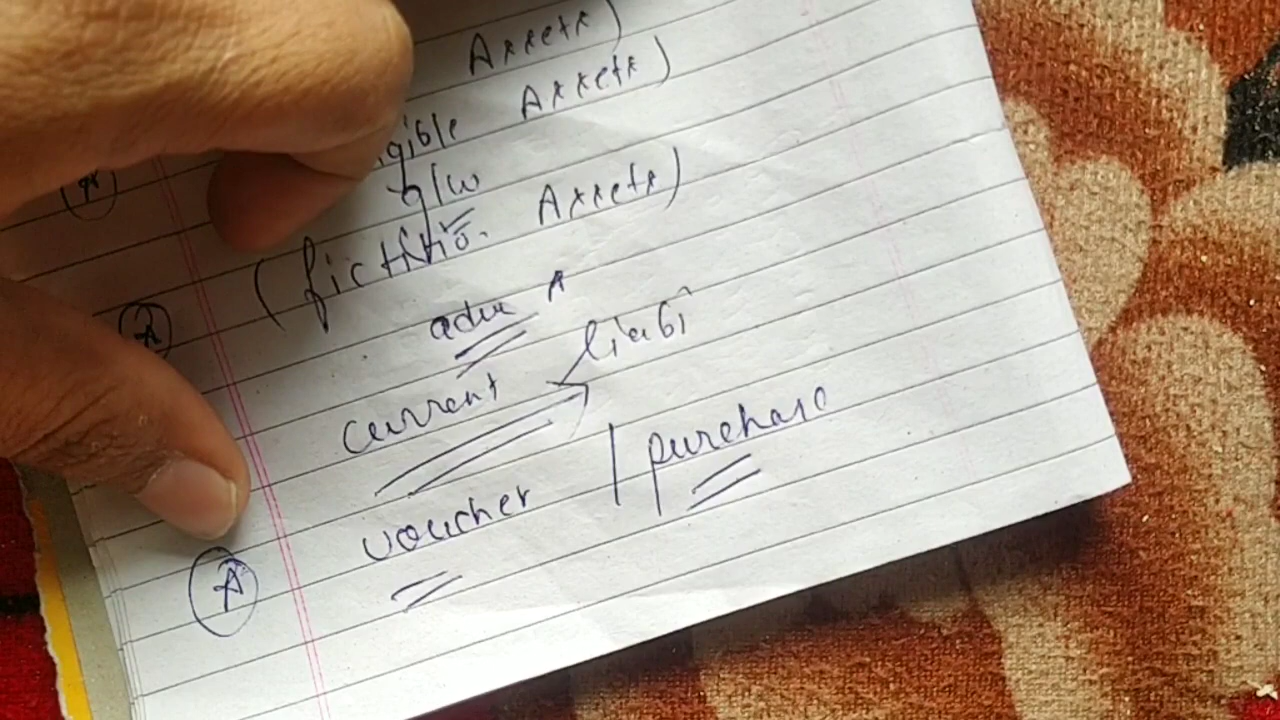 Assets)
gible Assets)
g/w
(fictitio. Assets)
adv A
liabi
current
voucher / purchase
A